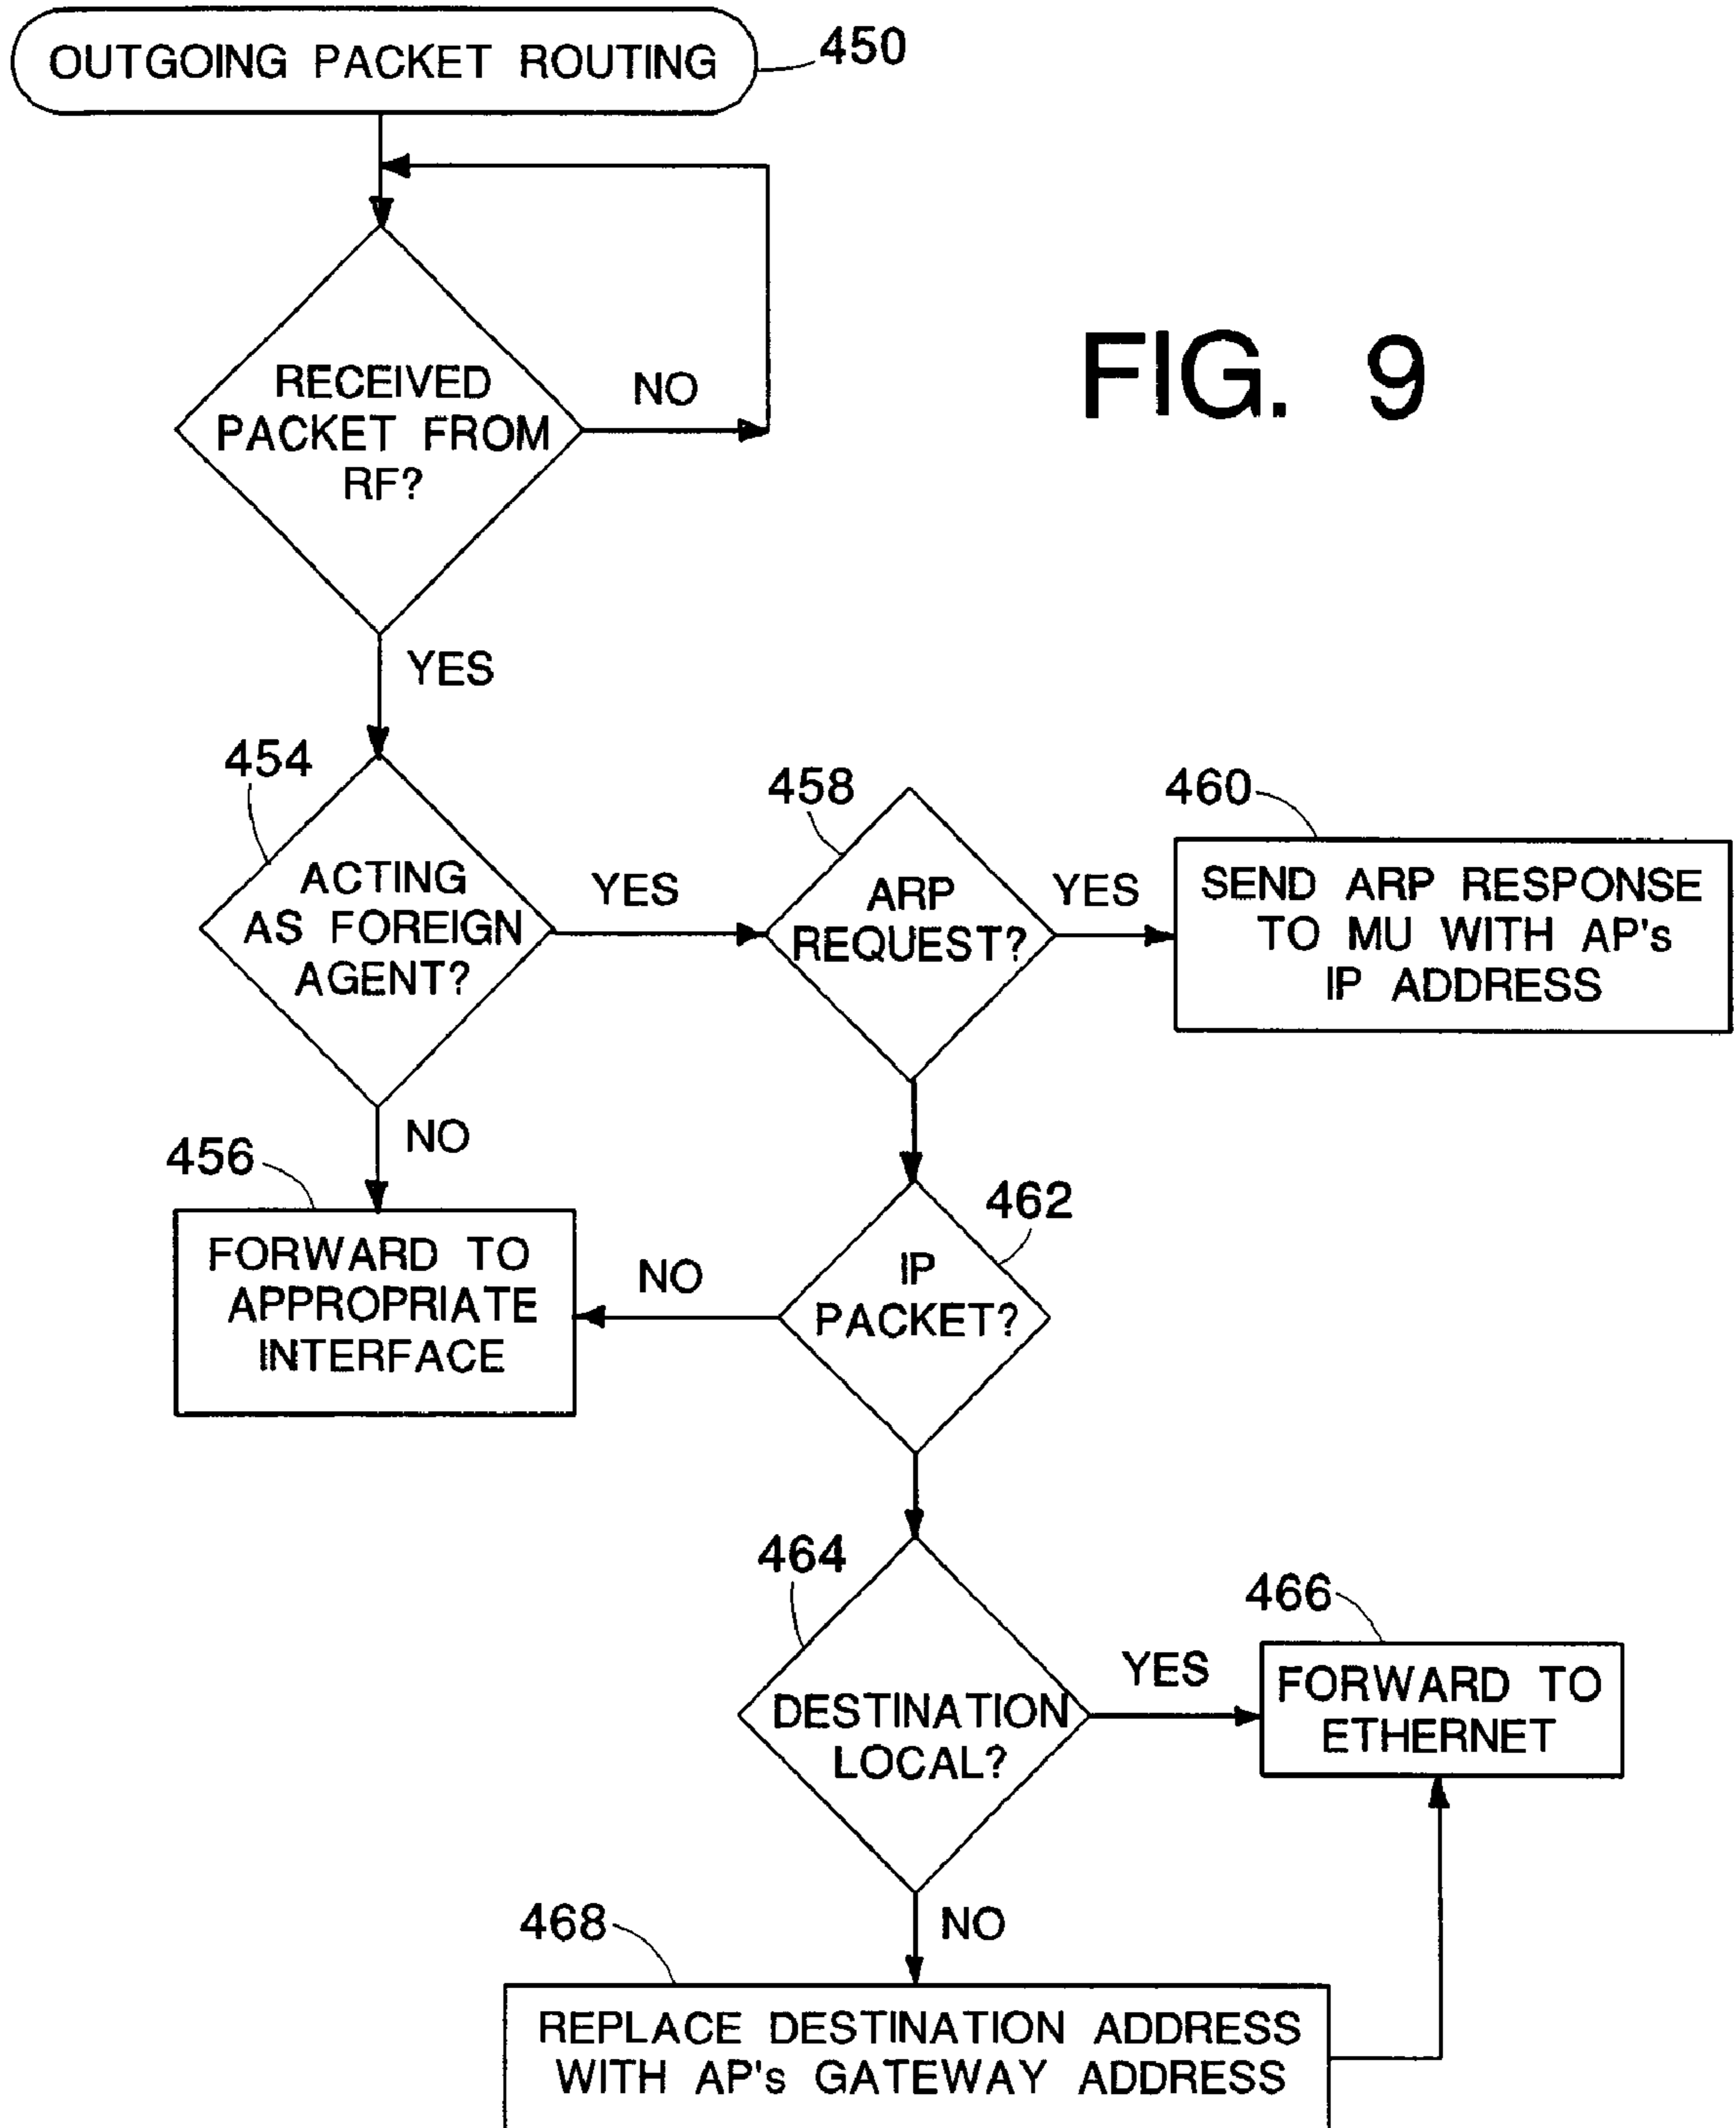 OUTGOING PACKET ROUTING
450
FIG. 9
RECEIVED
PACKET FROM
RF?
NO
YES
454
ACTING
AS FOREIGN
AGENT?
YES
458
ARP
REQUEST?
YES
460
SEND ARP RESPONSE
TO MU WITH AP's
IP ADDRESS
NO
456
FORWARD TO
APPROPRIATE
INTERFACE
NO
462
IP
PACKET?
464
DESTINATION
LOCAL?
YES
466
FORWARD TO
ETHERNET
NO
468
REPLACE DESTINATION ADDRESS
WITH AP's GATEWAY ADDRESS